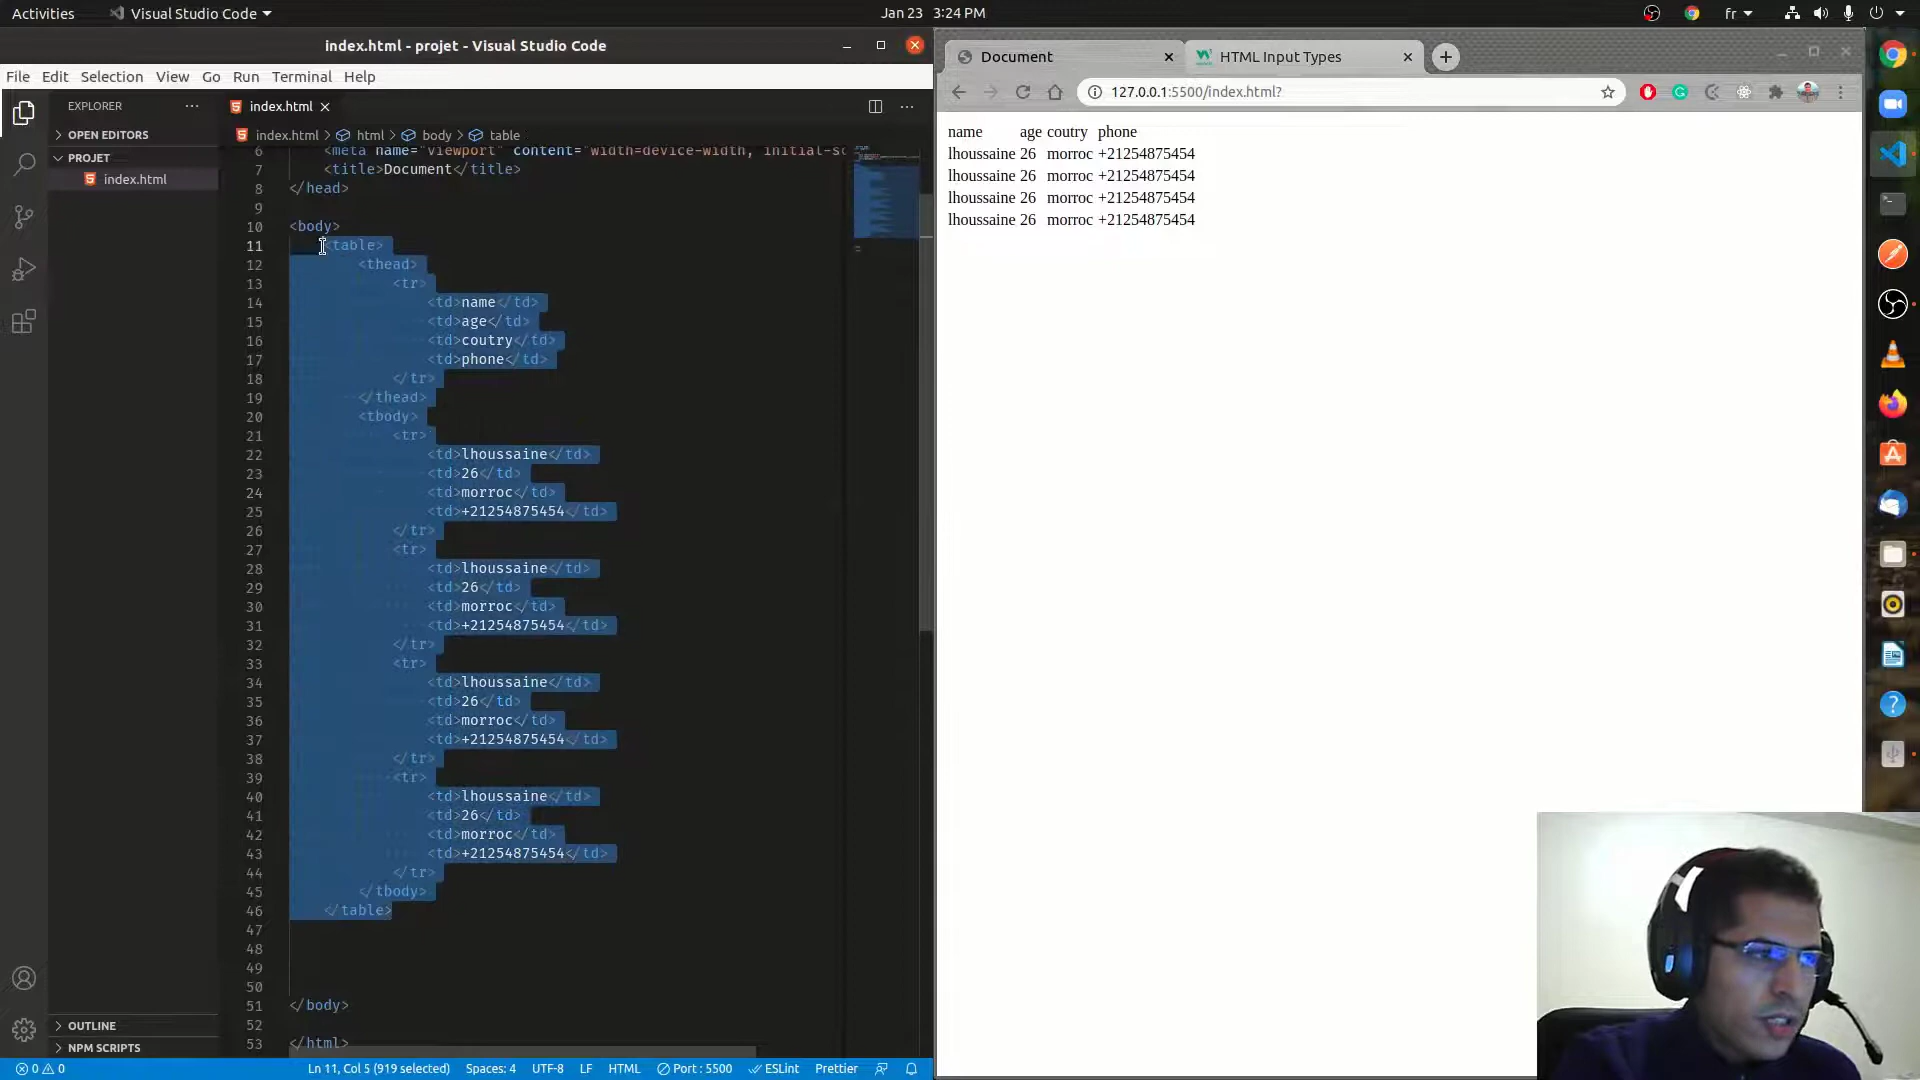 Activities
Visual Studio Code
Jan 23 3:24 PM
fr
index.html - projet - Visual Studio Code
File Edit Selection View Go Run Terminal Help
EXPLORER
OPEN EDITORS
PROJET
index.html
OUTLINE
NPM SCRIPTS
index.html
index.html > html > body > table
6 <meta name="viewport" content="width=device-width, initial-sc
7 <title>Document</title>
8 </head>
9
10 <body>
11 <table>
12 <thead>
13 <tr>
14 <td>name</td>
15 <td>age</td>
16 <td>coutry</td>
17 <td>phone</td>
18 </tr>
19 </thead>
20 <tbody>
21 <tr>
22 <td>lhoussaine</td>
23 <td>26</td>
24 <td>morroc</td>
25 <td>+21254875454</td>
26 </tr>
27 <tr>
28 <td>lhoussaine</td>
29 <td>26</td>
30 <td>morroc</td>
31 <td>+21254875454</td>
32 </tr>
33 <tr>
34 <td>lhoussaine</td>
35 <td>26</td>
36 <td>morroc</td>
37 <td>+21254875454</td>
38 </tr>
39 <tr>
40 <td>lhoussaine</td>
41 <td>26</td>
42 <td>morroc</td>
43 <td>+21254875454</td>
44 </tr>
45 </tbody>
46 </table>
47
48
49
50
51 </body>
52
53 </html>
0 0
Ln 11, Col 5 (919 selected) Spaces: 4 UTF-8 LF HTML Port : 5500 ESLint Prettier
Document
HTML Input Types
127.0.0.1:5500/index.html?
name age coutry phone
lhoussaine 26 morroc +21254875454
lhoussaine 26 morroc +21254875454
lhoussaine 26 morroc +21254875454
lhoussaine 26 morroc +21254875454